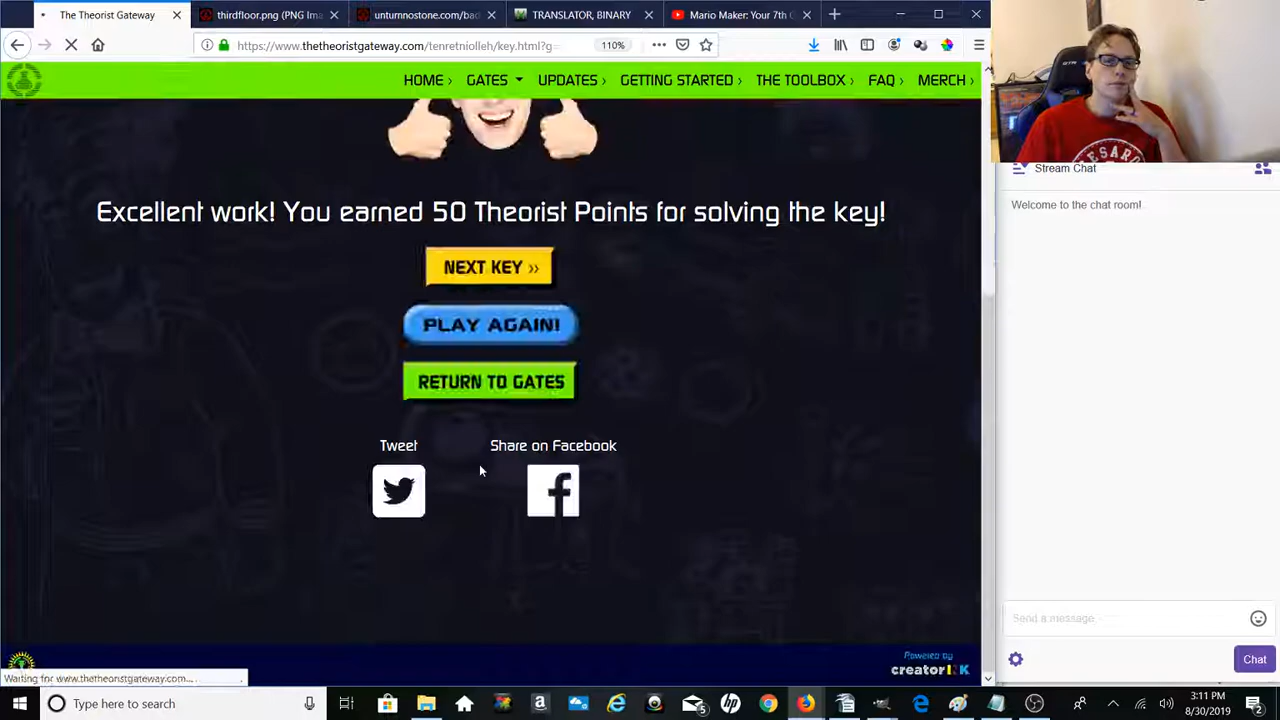 The Theorist Gateway
thirdfloor.png (PNG Ima
unturnostone.com/bad
TRANSLATOR, BINARY
Mario Maker: Your 7th G
https://www.thetheoristgateway.com/tenretniolleh/key.html?g=
110%
HOME › GATES UPDATES › GETTING STARTED › THE TOOLBOX › FAQ › MERCH ›
Stream Chat
Welcome to the chat room!
Excellent work! You earned 50 Theorist Points for solving the key!
NEXT KEY »
PLAY AGAIN!
RETURN TO GATES
Tweet Share on Facebook
Send a message
Powered by
creatorINK
Chat
Waiting for www.thetheoristgateway.com...
Type here to search
3:11 PM
8/30/2019